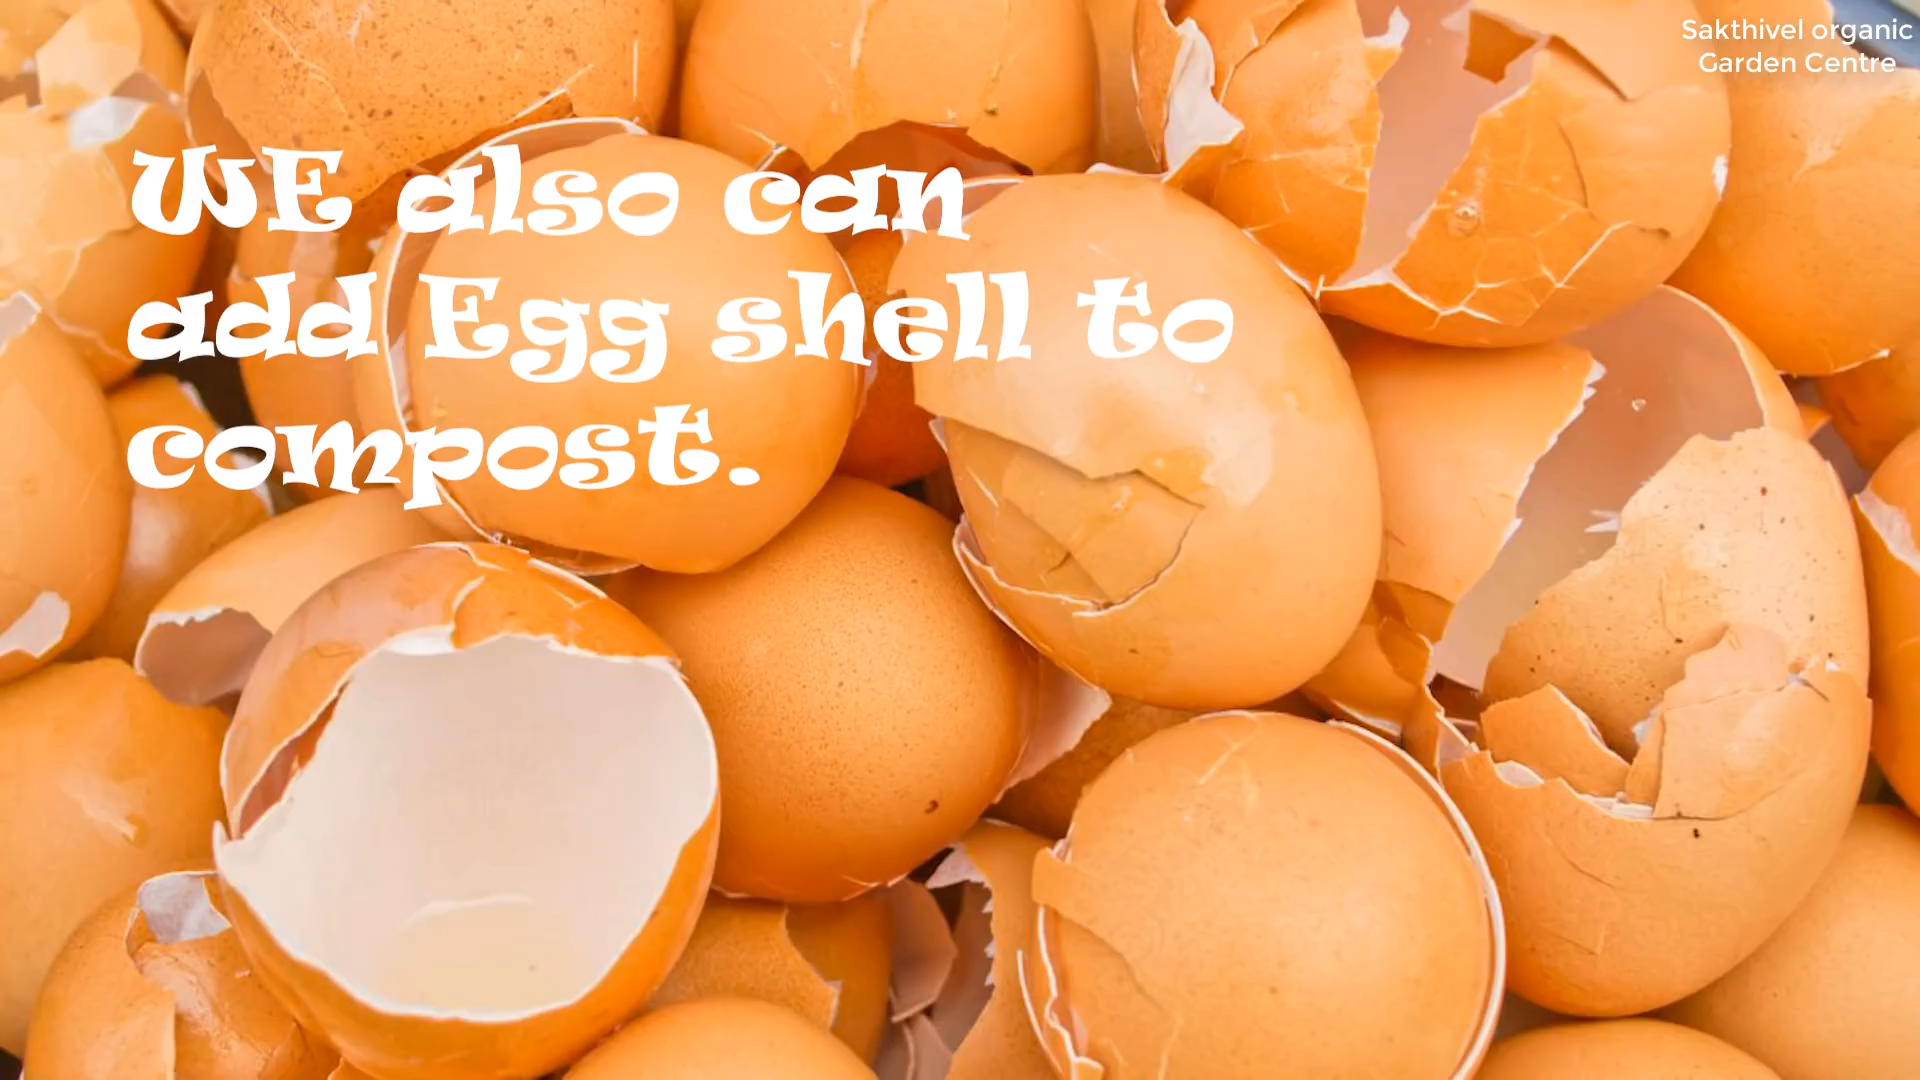 WE also can
add Egg shell to
compost.
Sakthivel organic
Garden Centre